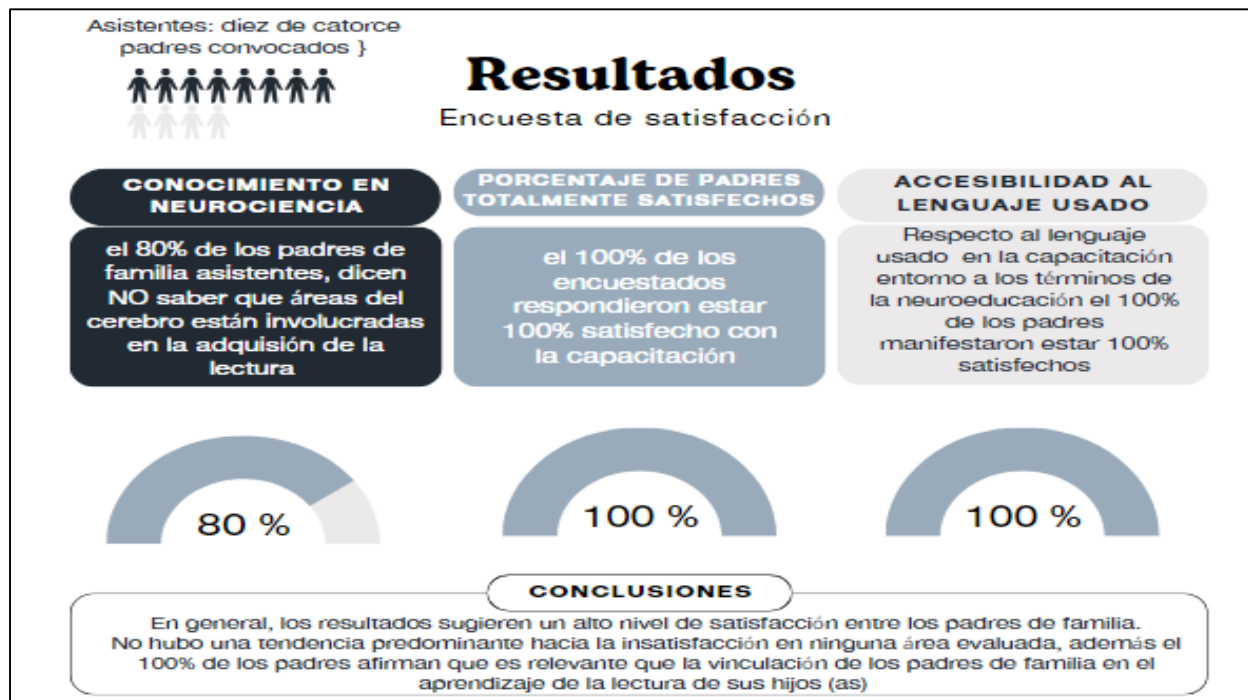 Asistentes: diez de catorce
padres convocados }
Resultados
Encuesta de satisfacción
CONOCIMIENTO EN
NEUROCIENCIA
el 80% de los padres de
familia asistentes, dicen
NO saber que áreas del
cerebro están involucradas
en la adquisión de la
lectura
PORCENTAJE DE PADRES
TOTALMENTE SATISFECHOS
el 100% de los
encuestados
respondieron estar
100% satisfecho con
la capacitación
ACCESIBILIDAD AL
LENGUAJE USADO
Respecto al lenguaje
usado en la capacitación
entorno a los términos de
la neuroeducación el 100%
de los padres
manifestaron estar 100%
satisfechos
80 %
100 %
100 %
CONCLUSIONES
En general, los resultados sugieren un alto nivel de satisfacción entre los padres de familia.
No hubo una tendencia predominante hacia la insatisfacción en ninguna área evaluada, además el
100% de los padres afirman que es relevante que la vinculación de los padres de familia en el
aprendizaje de la lectura de sus hijos (as)